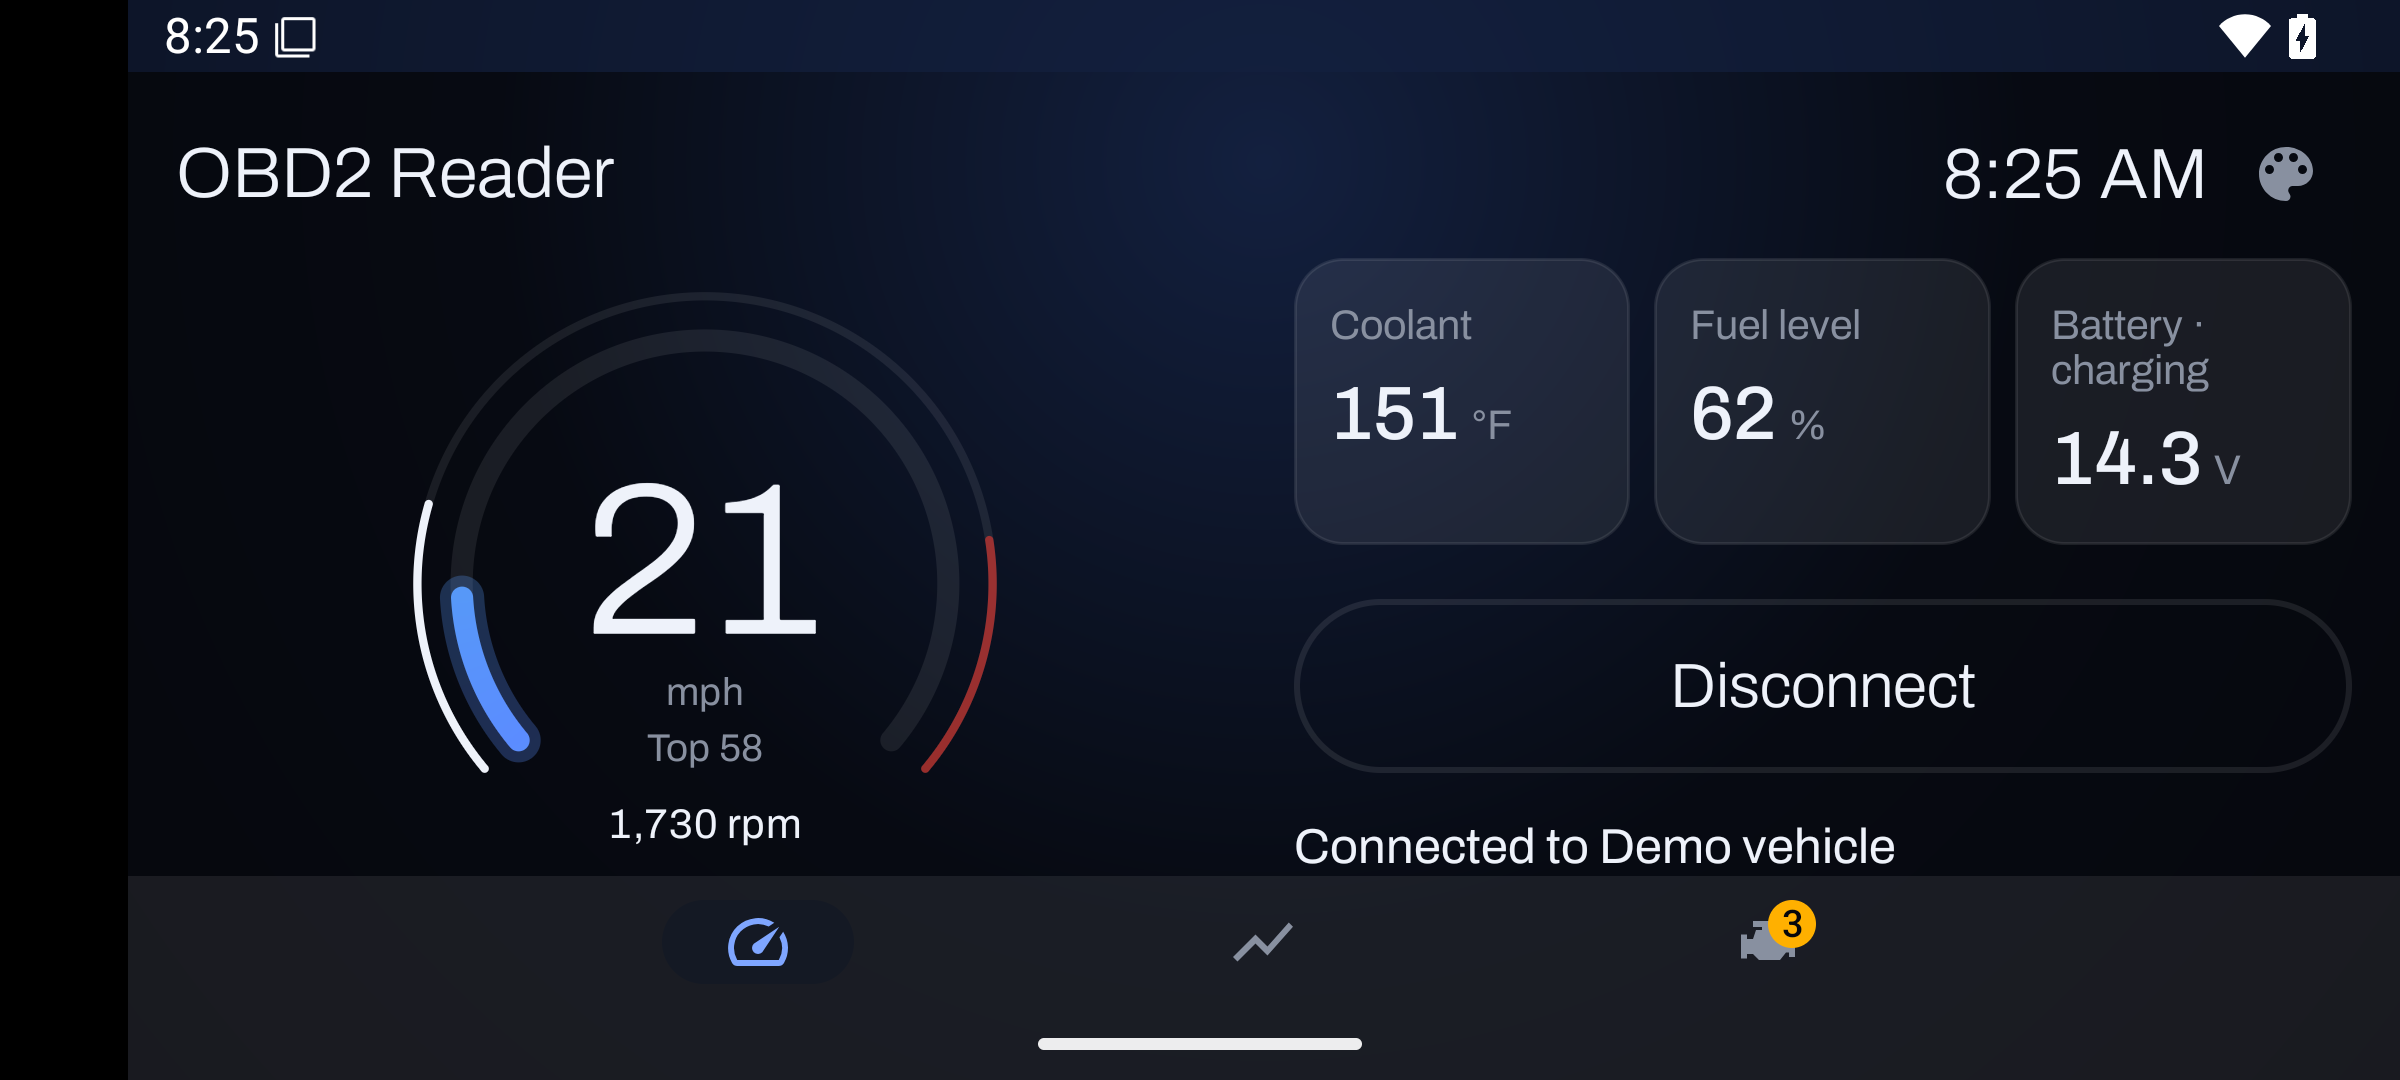 8:25
OBD2 Reader
8:25 AM
21
mph
Top 58
1,730 rpm
Coolant
151 °F
Fuel level
62 %
Battery ·
charging
14.3 V
Disconnect
Connected to Demo vehicle
3